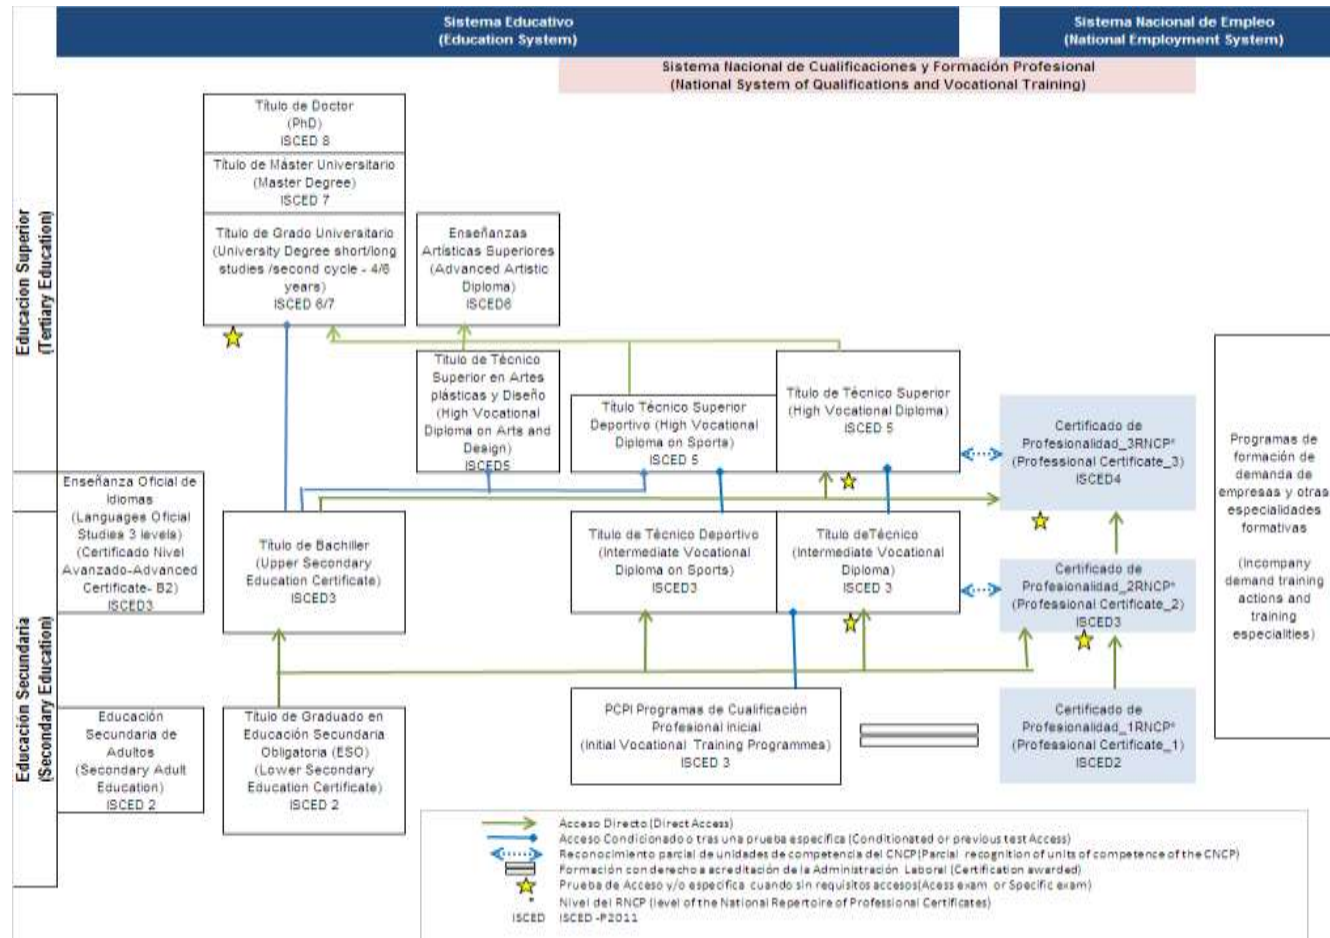 Sistema Educativo
(Education System)
Sistema Nacional de Empleo
(National Employment System)
Sistema Nacional de Cualificaciones y Formación Profesional
(National System of Qualifications and Vocational Training)
Educacion Superior
(Tertiary Education)
Título de Doctor
(PhD)
ISCED 8
Título de Máster Universitario
(Master Degree)
ISCED 7
Título de Grado Universitario
(University Degree short/long
studies /second cycle - 4/6
years)
ISCED 6/7
Enseñanzas
Artísticas Superiores
(Advanced Artistic
Diploma)
ISCED6
Título de Técnico
Superior en Artes
plásticas y Diseño
(High Vocational
Diploma on Arts and
Design)
ISCED5
Título Técnico Superior
Deportivo (High Vocational
Diploma on Sports)
ISCED 5
Título de Técnico Superior
(High Vocational Diploma)
ISCED 5
Certificado de
Profesionalidad_3RNCP*
(Professional Certificate_3)
ISCED4
Programas de
formación de
demanda de
empresas y otras
especialidades
formativas
(Incompany
demand training
actions and
training
especialities)
Educación Secundaria
(Secondary Education)
Enseñanza Oficial de
Idiomas
(Languages Oficial
Studies 3 levels)
(Certificado Nivel
Avanzado-Advanced
Certificate- B2)
ISCED3
Título de Bachiller
(Upper Secondary
Education Certificate)
ISCED3
Título de Técnico Deportivo
(Intermediate Vocational
Diploma on Sports)
ISCED3
Título deTécnico
(Intermediate Vocational
Diploma)
ISCED 3
Certificado de
Profesionalidad_2RNCP*
(Professional Certificate_2)
ISCED3
Educación
Secundaria de
Adultos
(Secondary Adult
Education)
ISCED 2
Título de Graduado en
Educación Secundaria
Obligatoria (ESO)
(Lower Secondary
Education Certificate)
ISCED 2
PCPI Programas de Cualificación
Profesional Inicial
(Initial Vocational Training Programmes)
ISCED 3
Certificado de
Profesionalidad_1RNCP*
(Professional Certificate_1)
ISCED2
Acceso Directo (Direct Access)
Acceso Condicionado o tras una prueba específica (Conditionated or previous test Access)
Reconocimiento parcial de unidades de competencia del CNCP(Parcial recognition of units of competence of the CNCP)
Formación con derecho a acreditación de la Administración Laboral (Certification awarded)
Prueba de Acceso y/o especifica cuando sin requisitos accesos(Acess exam or Specific exam)
* Nivel del RNCP (level of the National Repertoire of Professional Certificates)
ISCED ISCED -P2011